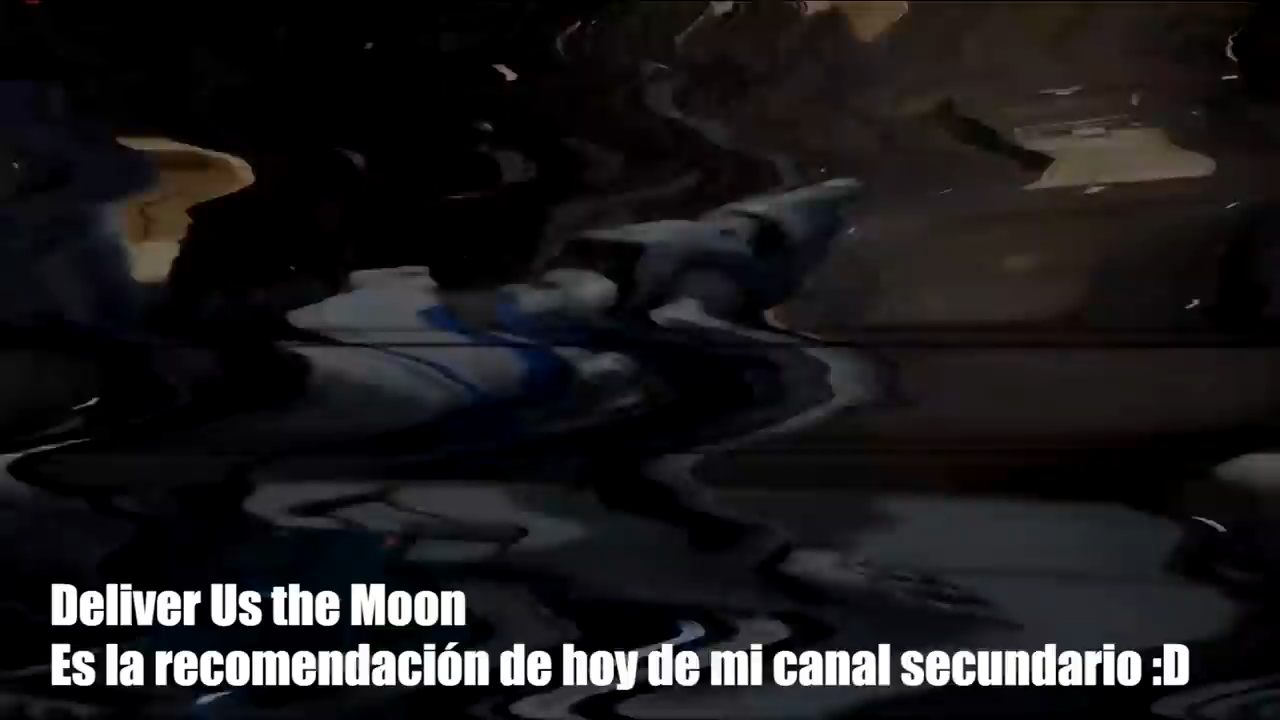 Deliver Us the Moon
Es la recomendación de hoy de mi canal secundario :D